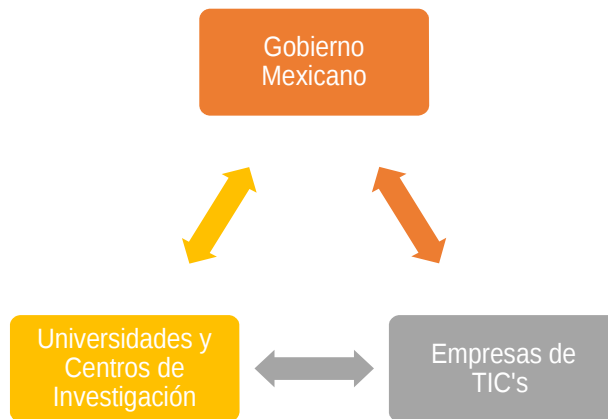 Gobierno
Mexicano
Universidades y
Centros de
Investigación
Empresas de
TIC's